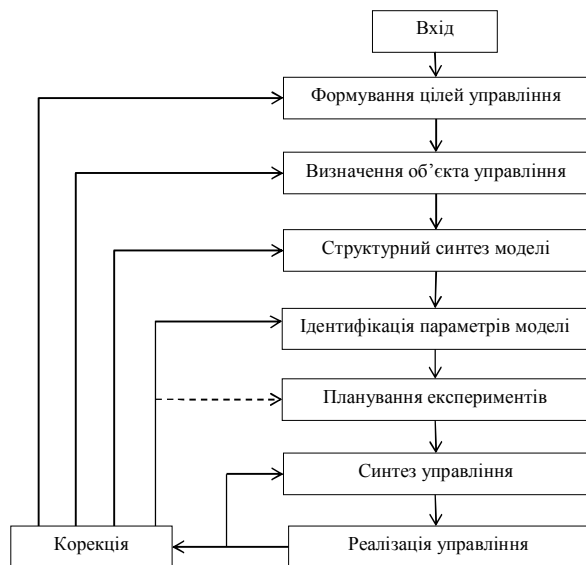 Вхід
Формування цілей управління
Визначення об’єкта управління
Структурний синтез моделі
Ідентифікація параметрів моделі
Планування експериментів
Синтез управління
Корекція
Реалізація управління